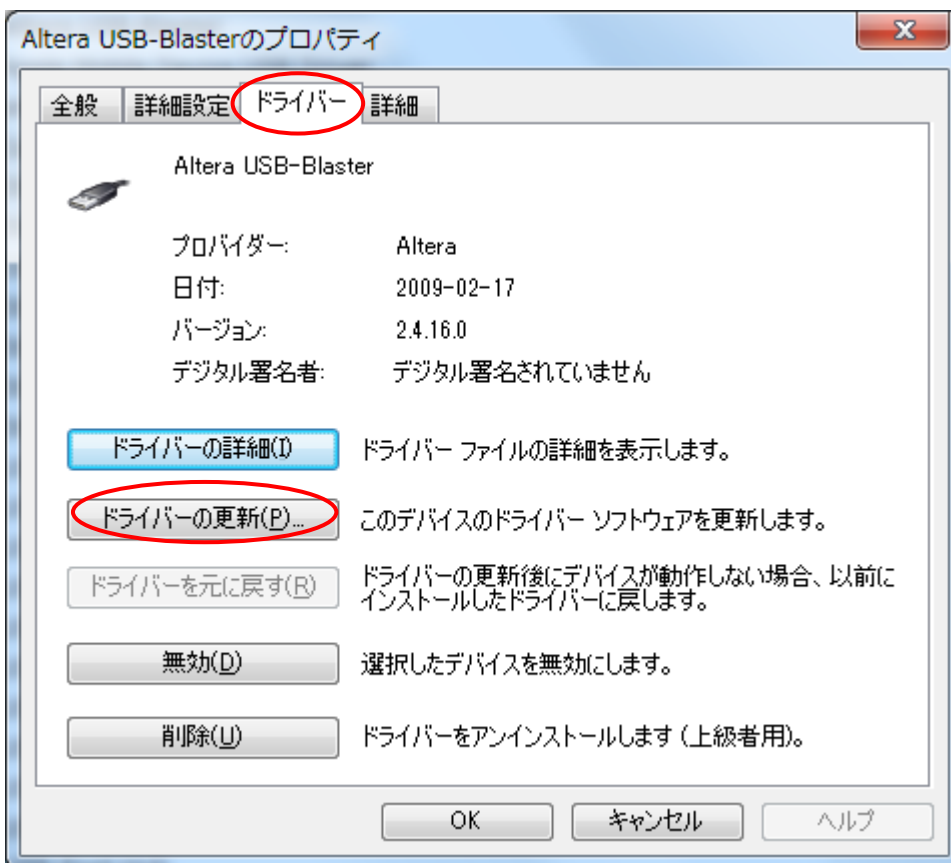 Altera USB-Blasterのプロパティ
全般 詳細設定 ドライバー 詳細
Altera USB-Blaster
プロバイダー: Altera
日付: 2009-02-17
バージョン: 2.4.16.0
デジタル署名者: デジタル署名されていません
ドライバーの詳細(I) ドライバー ファイルの詳細を表示します。
ドライバーの更新(P)... このデバイスのドライバー ソフトウェアを更新します。
ドライバーを元に戻す(R) ドライバーの更新後にデバイスが動作しない場合、以前に
インストールしたドライバーに戻します。
無効(D) 選択したデバイスを無効にします。
削除(U) ドライバーをアンインストールします (上級者用)。
OK キャンセル ヘルプ